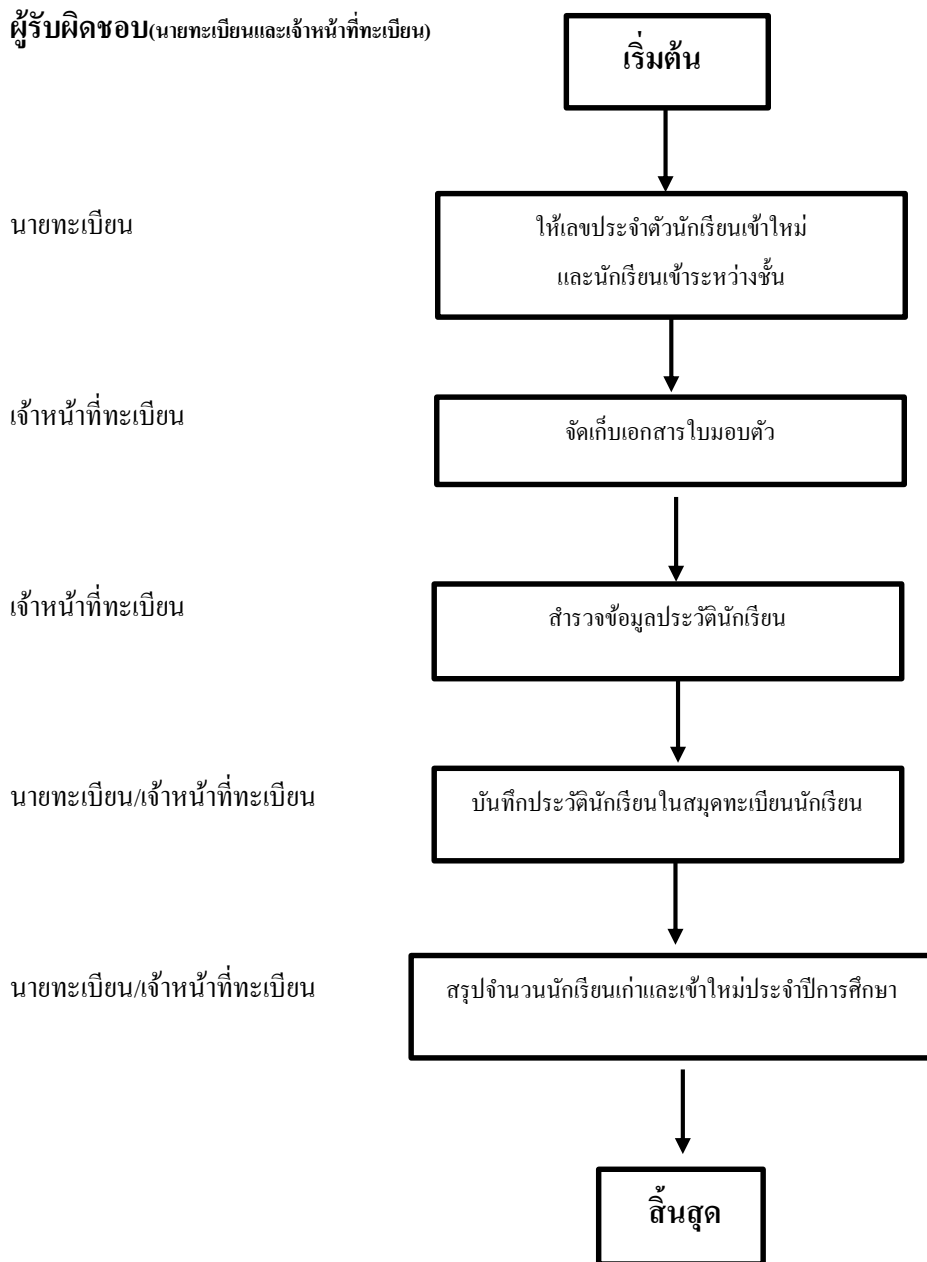 ผู้รับผิดชอบ(นายทะเบียนและเจ้าหน้าที่ทะเบียน)
เริ่มต้น
นายทะเบียน
ให้เลขประจำตัวนักเรียนเข้าใหม่
และนักเรียนเข้าระหว่างชั้น
เจ้าหน้าที่ทะเบียน
จัดเก็บเอกสารใบมอบตัว
เจ้าหน้าที่ทะเบียน
สำรวจข้อมูลประวัตินักเรียน
นายทะเบียน/เจ้าหน้าที่ทะเบียน
บันทึกประวัตินักเรียนในสมุดทะเบียนนักเรียน
นายทะเบียน/เจ้าหน้าที่ทะเบียน
สรุปจำนวนนักเรียนเก่าและเข้าใหม่ประจำปีการศึกษา
สิ้นสุด